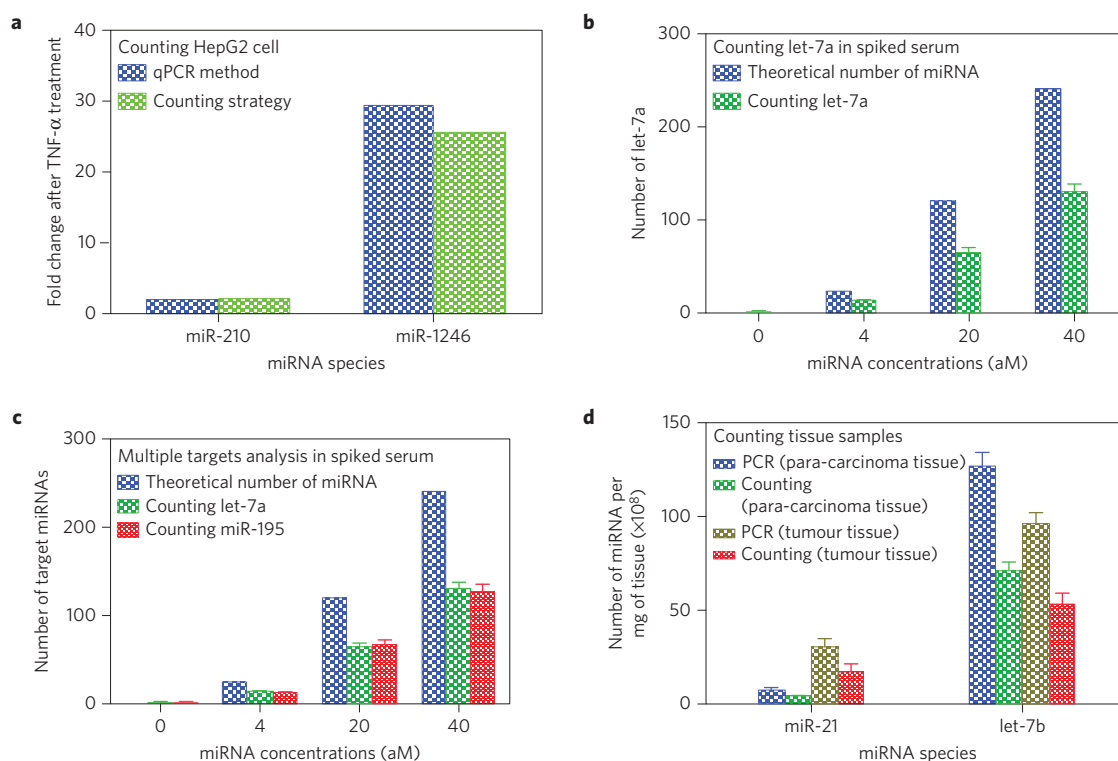 a
Fold change after TNF-α treatment
40
30
20
10
0
Counting HepG2 cell
qPCR method
Counting strategy
miR-210
miR-1246
miRNA species
b
Number of let-7a
300
200
100
0
Counting let-7a in spiked serum
Theoretical number of miRNA
Counting let-7a
0
4
20
40
miRNA concentrations (aM)
c
Number of target miRNAs
300
200
100
0
Multiple targets analysis in spiked serum
Theoretical number of miRNA
Counting let-7a
Counting miR-195
0
4
20
40
miRNA concentrations (aM)
d
Number of miRNA per
mg of tissue (×10⁸)
150
100
50
0
Counting tissue samples
PCR (para-carcinoma tissue)
Counting
(para-carcinoma tissue)
PCR (tumour tissue)
Counting (tumour tissue)
miR-21
let-7b
miRNA species